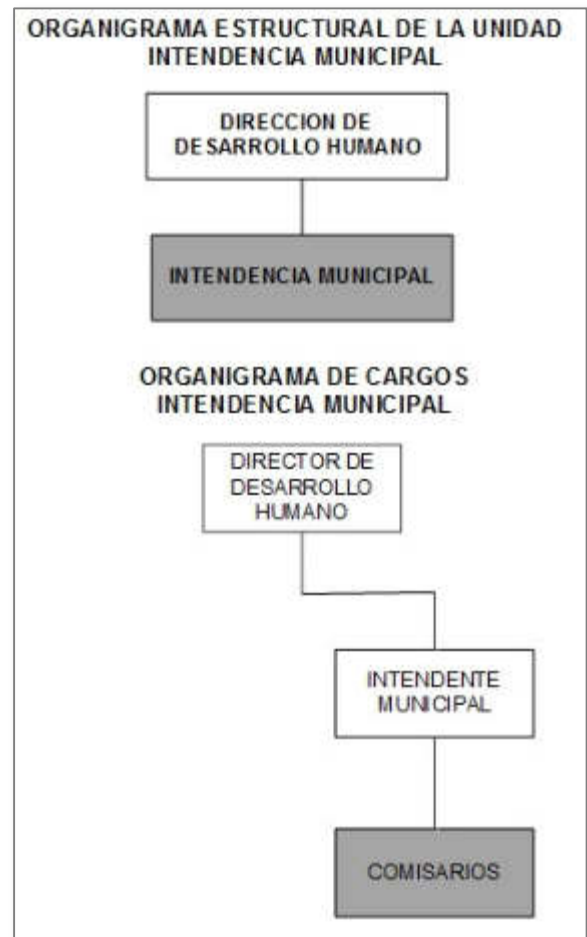 ORGANIGRAMA ESTRUCTURAL DE LA UNIDAD
INTENDENCIA MUNICIPAL
DIRECCION DE
DESARROLLO HUMANO
INTENDENCIA MUNICIPAL
ORGANIGRAMA DE CARGOS
INTENDENCIA MUNICIPAL
DIRECTOR DE
DESARROLLO
HUMANO
INTENDENTE
MUNICIPAL
COMISARIOS